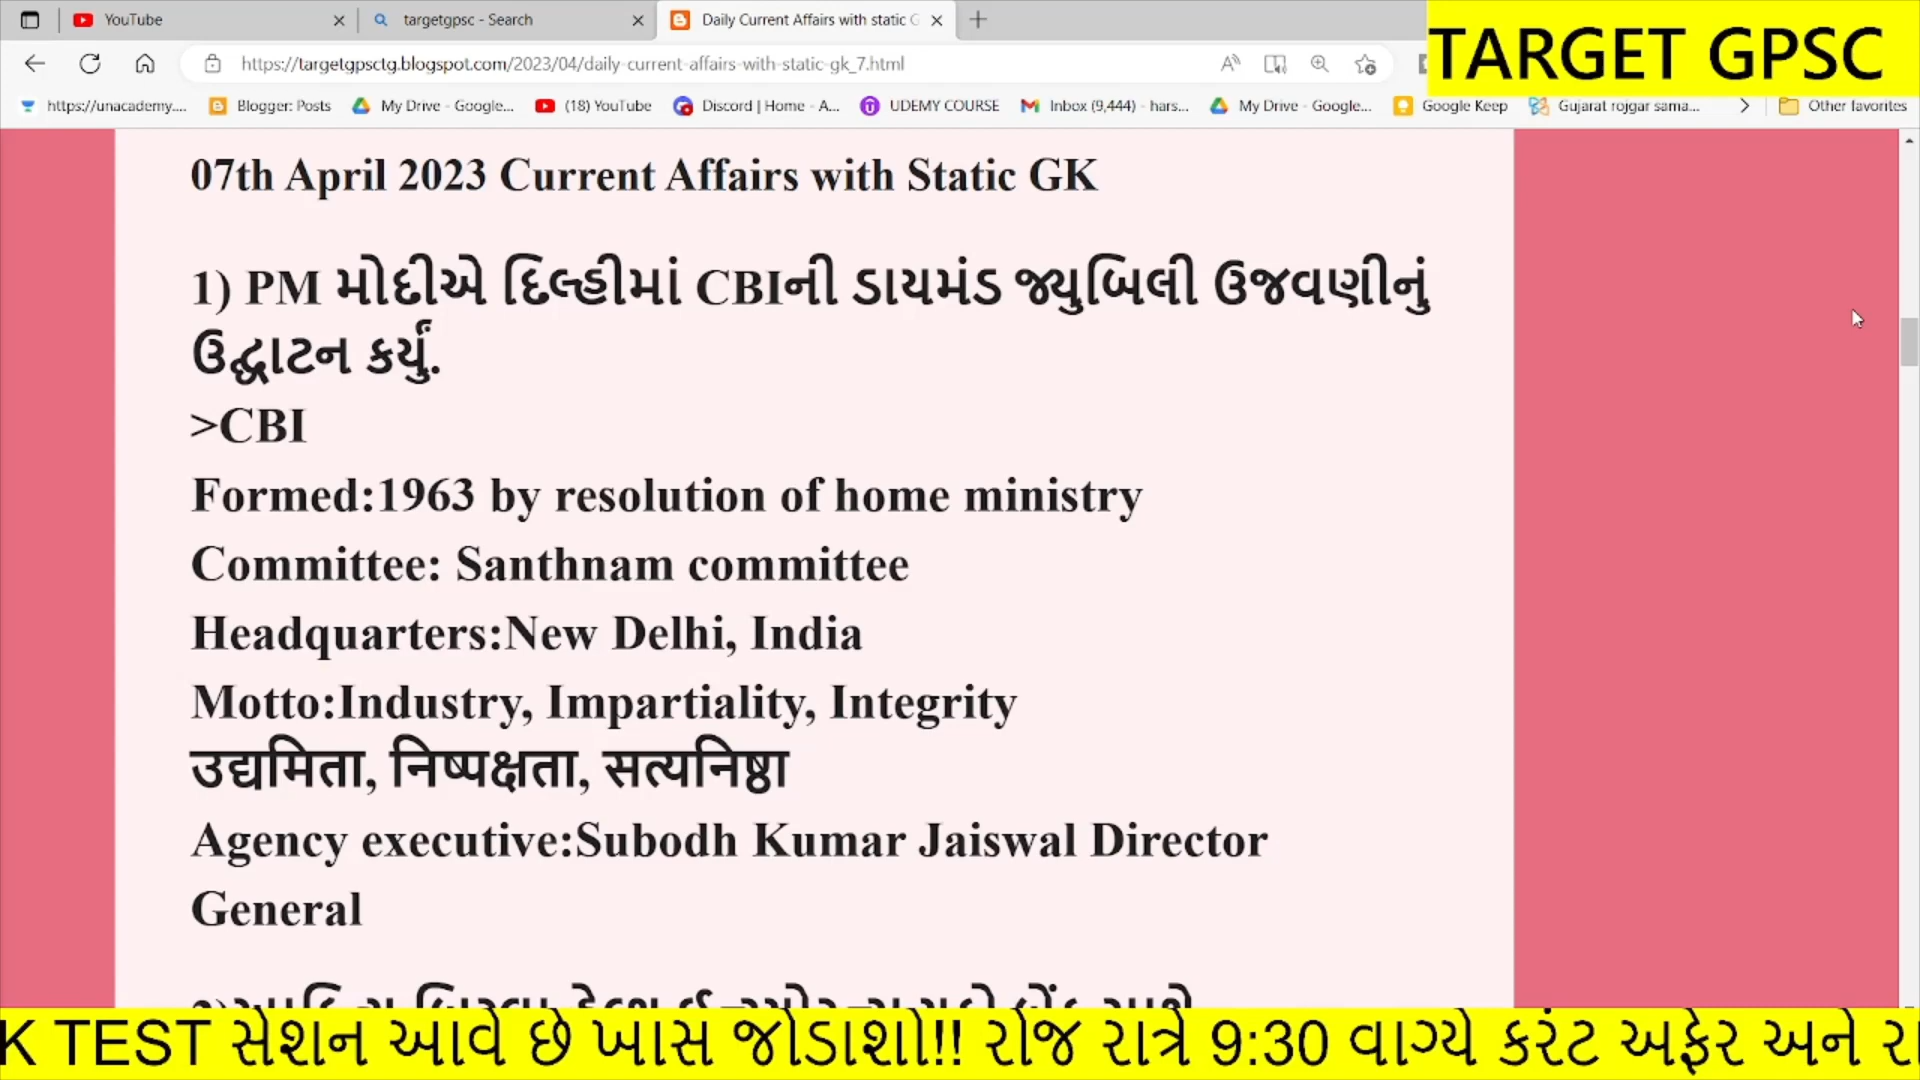 YouTube
targetgpsc - Search
Daily Current Affairs with static G
TARGET GPSC
https://targetgpsctg.blogspot.com/2023/04/daily-current-affairs-with-static-gk_7.html
https://unacademy....
Blogger: Posts
My Drive - Google...
(18) YouTube
Discord | Home - A...
UDEMY COURSE
Inbox (9,444) - hars...
My Drive - Google...
Google Keep
Gujarat rojgar sama...
Other favorites
07th April 2023 Current Affairs with Static GK
1) PM મોદીએ દિલ્હીમાં CBIની ડાયમંડ જ્યુબિલી ઉજવણીનું
ઉદ્ઘાટન કર્યું.
>CBI
Formed:1963 by resolution of home ministry
Committee: Santhnam committee
Headquarters:New Delhi, India
Motto:Industry, Impartiality, Integrity
उद्यमिता, निष्पक्षता, सत्यनिष्ठा
Agency executive:Subodh Kumar Jaiswal Director
General
K TEST સેશન આવે છે ખાસ જોડાશો!! રોજ રાત્રે 9:30 વાગ્યે કરંટ અફેર અને